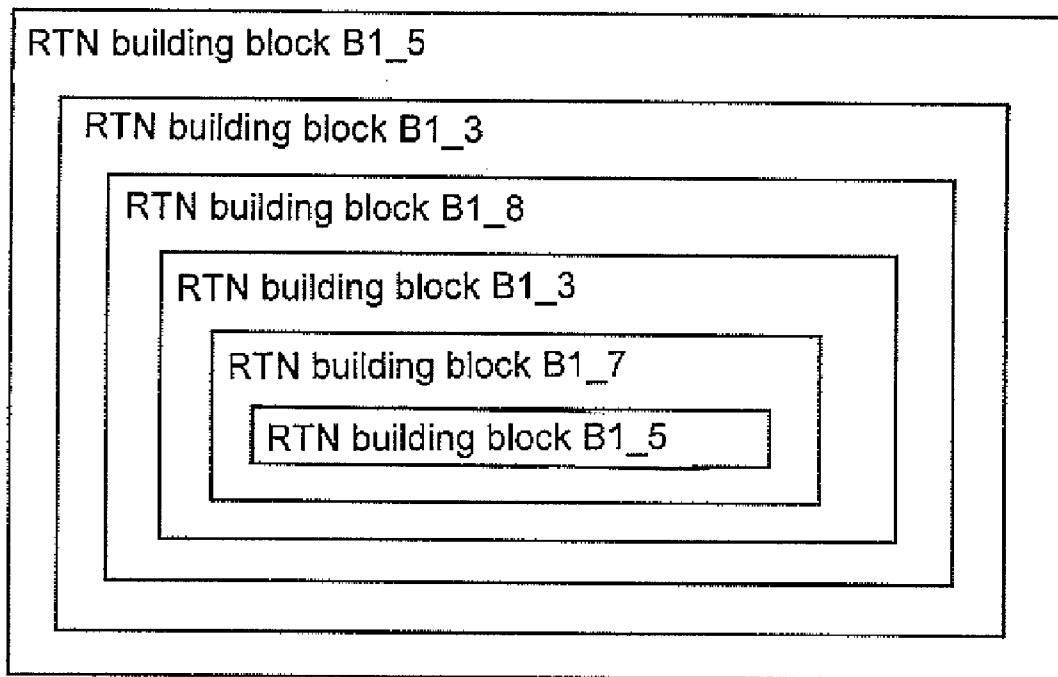 RTN building block B1_5
RTN building block B1_3
RTN building block B1_8
RTN building block B1_3
RTN building block B1_7
RTN building block B1_5